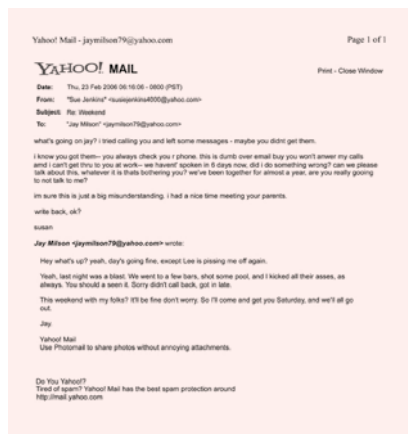 Yahoo! Mail - jaymilson79@yahoo.com Page 1 of 1
YAHOO! MAIL
Print - Close Window
Date: Thu, 23 Feb 2006 06:16:06 -0800 (PST)
From: "Sue Jenkins" <susiejenkins4000@yahoo.com>
Subject: Re: Weekend
To: "Jay Milson" <jaymilson79@yahoo.com>
what's going on jay? i tried calling you and left some messages - maybe you didnt get them.
i know you got them-- you always check you r phone. this is dumb over email buy you won't anwer my calls
amd i can't get thru to you at work-- we havent' spoken in 6 days now, did i do something wrong? can we please
talk about this, whatever it is thats bothering you? we've been together for almost a year, are you really gooing
to not talk to me?
im sure this is just a big misunderstanding. i had a nice time meeting your parents.
write back, ok?
susan
Jay Milson <jaymilson79@yahoo.com> wrote:
Hey what's up? yeah, day's going fine, except Lee is pissing me off again.
Yeah, last night was a blast. We went to a few bars, shot some pool, and I kicked all their asses, as
always. You should a seen it. Sorry didn't call back, got in late.
This weekend with my folks? It'll be fine don't worry. So I'll come and get you Saturday, and we'll all go
out.
Jay
Yahoo! Mail
Use Photomail to share photos without annoying attachments.
Do You Yahoo!?
Tired of spam? Yahoo! Mail has the best spam protection around
http://mail.yahoo.com